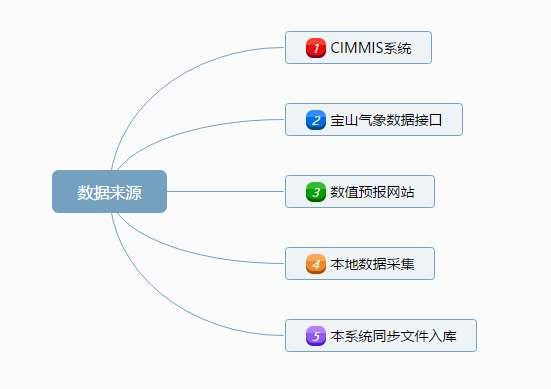 数据来源
1 CIMMIS系统
2 宝山气象数据接口
3 数值预报网站
4 本地数据采集
5 本系统同步文件入库